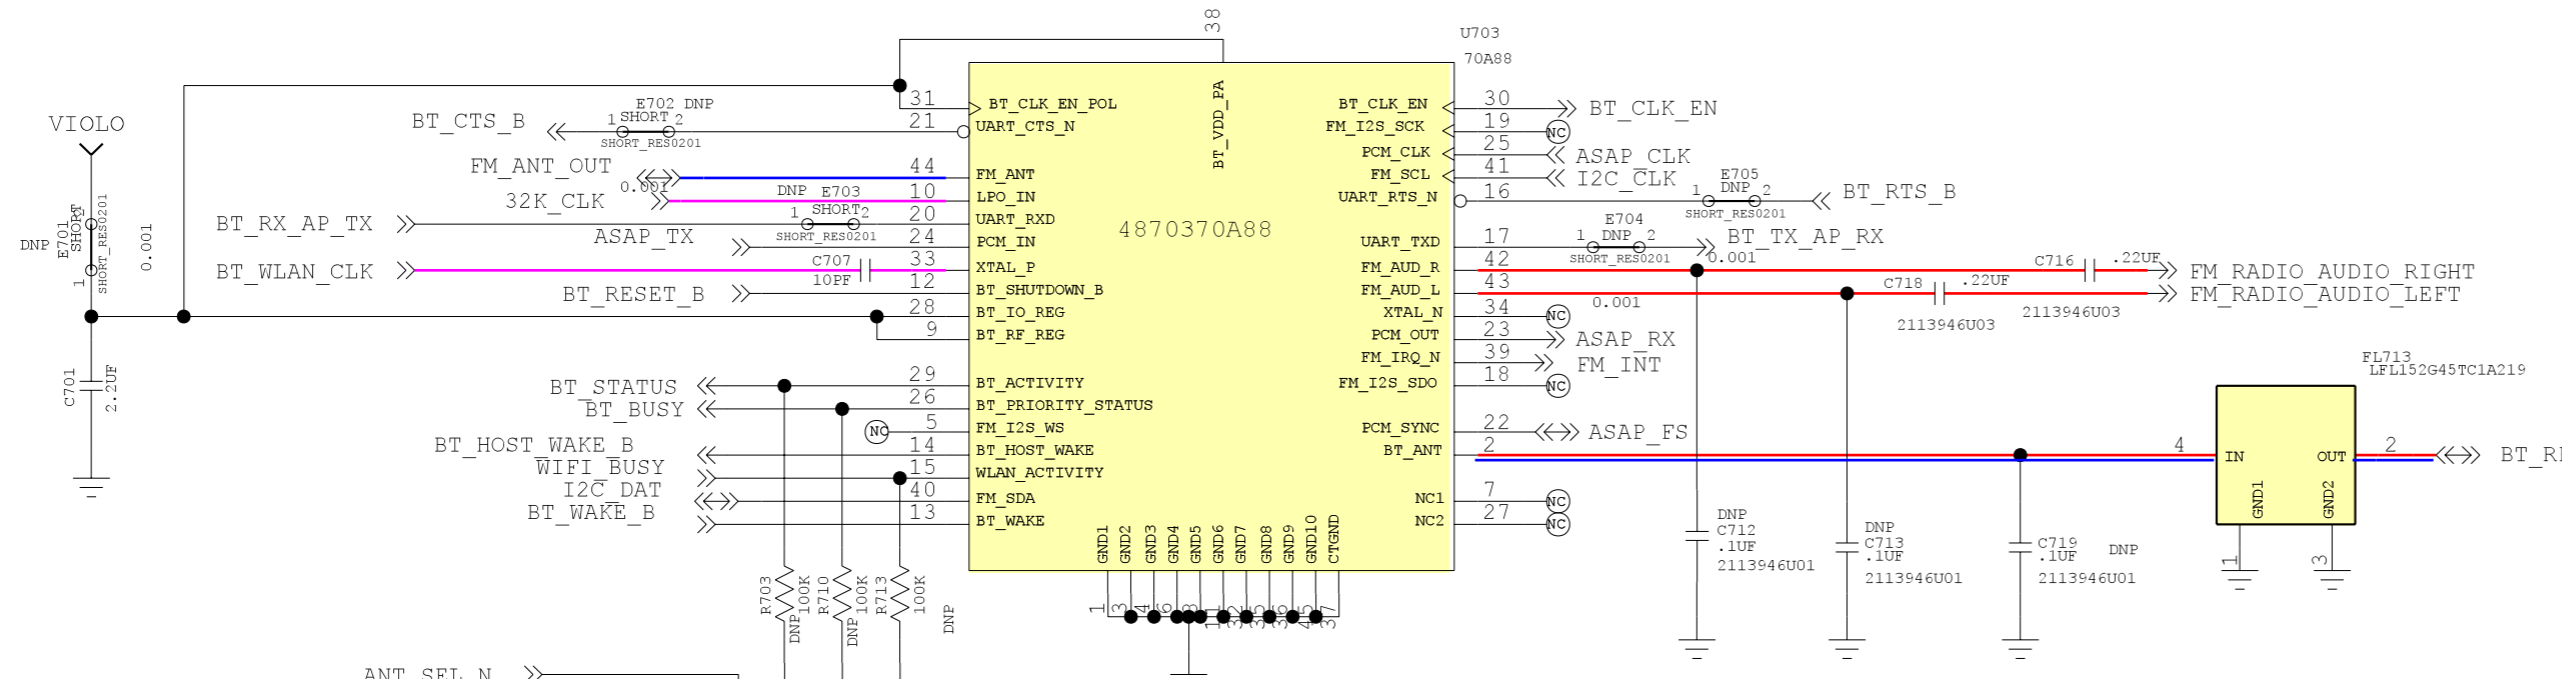 38
U703
70A88
VIOLO
E702 DNP
1 SHORT 2
SHORT_RES0201
BT_CTS_B
31
BT_CLK_EN_POL
21
UART_CTS_N
FM_ANT_OUT
44
FM_ANT
0.001
32K_CLK
10
LPO_IN
DNP E703
1 SHORT 2
SHORT_RES0201
BT_RX_AP_TX
20
UART_RXD
ASAP_TX
24
PCM_IN
BT_WLAN_CLK
C707
10PF
33
XTAL_P
BT_RESET_B
12
BT_SHUTDOWN_B
28
BT_IO_REG
9
BT_RF_REG
DNP
E701
SHORT
SHORT_RES0201
1
0.001
C701
2.2UF
BT_STATUS
29
BT_ACTIVITY
BT_BUSY
26
BT_PRIORITY_STATUS
NC
5
FM_I2S_WS
BT_HOST_WAKE_B
14
BT_HOST_WAKE
WIFI_BUSY
15
WLAN_ACTIVITY
I2C_DAT
40
FM_SDA
BT_WAKE_B
13
BT_WAKE
BT_VDD_PA
4870370A88
BT_CLK_EN
30
BT_CLK_EN
FM_I2S_SCK
19
NC
PCM_CLK
25
ASAP_CLK
FM_SCL
41
I2C_CLK
UART_RTS_N
16
E705
1 DNP 2
SHORT_RES0201
BT_RTS_B
UART_TXD
17
E704
1 DNP 2
SHORT_RES0201
BT_TX_AP_RX
0.001
FM_AUD_R
42
C716
.22UF
FM_RADIO_AUDIO_RIGHT
2113946U03
FM_AUD_L
43
C718
.22UF
FM_RADIO_AUDIO_LEFT
2113946U03
0.001
XTAL_N
34
NC
PCM_OUT
23
ASAP_RX
FM_IRQ_N
39
FM_INT
FM_I2S_SDO
18
NC
PCM_SYNC
22
ASAP_FS
BT_ANT
2
NC1
7
NC
NC2
27
NC
FL713
LFL152G45TC1A219
4
IN
OUT
2
GND1
GND2
1
3
DNP
C712
.1UF
2113946U01
DNP
C713
.1UF
2113946U01
C719
.1UF
DNP
2113946U01
GND1
GND2
GND3
GND4
GND5
GND6
GND7
GND8
GND9
GND10
CTGND
1
3
4
6
R703
100K
DNP
R710
100K
DNP
R713
100K
DNP
ANT_SEL_N